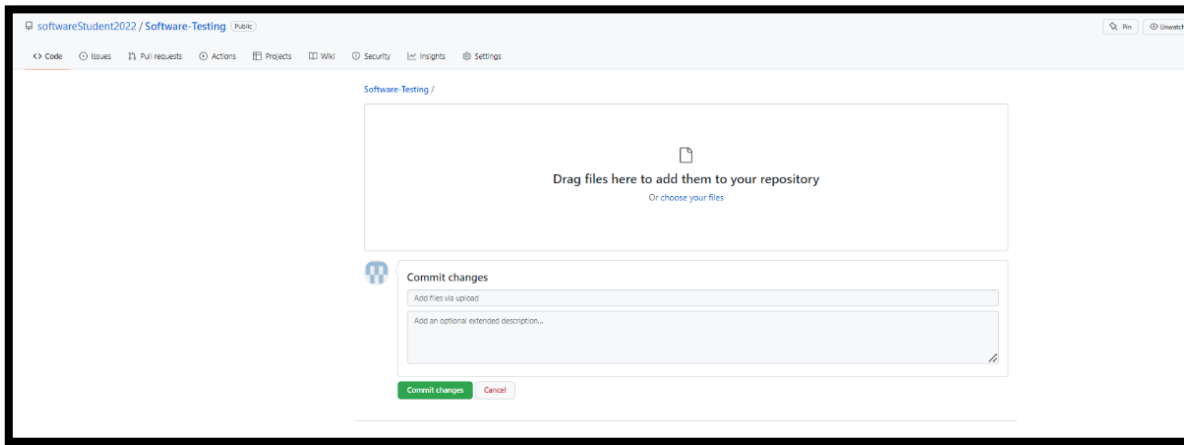 softwareStudent2022 / Software-Testing Public
Pin Unwatch
<> Code Issues Pull requests Actions Projects Wiki Security Insights Settings
Software-Testing /
Drag files here to add them to your repository
Or choose your files
Commit changes
Add files via upload
Add an optional extended description...
Commit changes Cancel